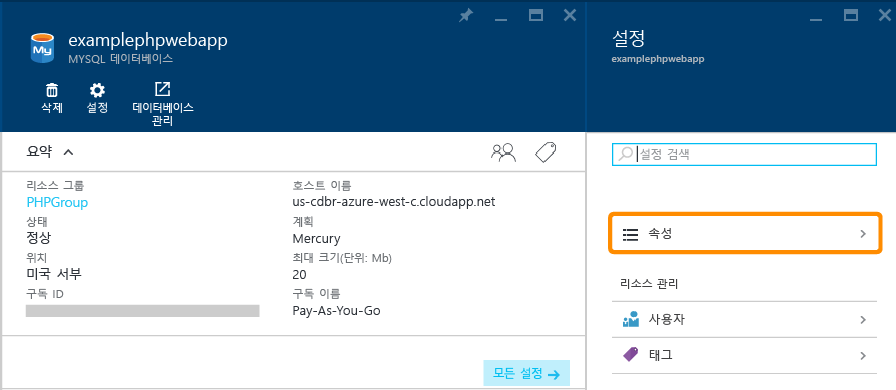 examplephpwebapp
MYSQL 데이터베이스
삭제
설정
데이터베이스
관리
요약
리소스 그룹
PHPGroup
상태
정상
위치
미국 서부
구독 ID
호스트 이름
us-cdbr-azure-west-c.cloudapp.net
계획
Mercury
최대 크기(단위: Mb)
20
구독 이름
Pay-As-You-Go
모든 설정
설정
examplephpwebapp
설정 검색
속성
리소스 관리
사용자
태그